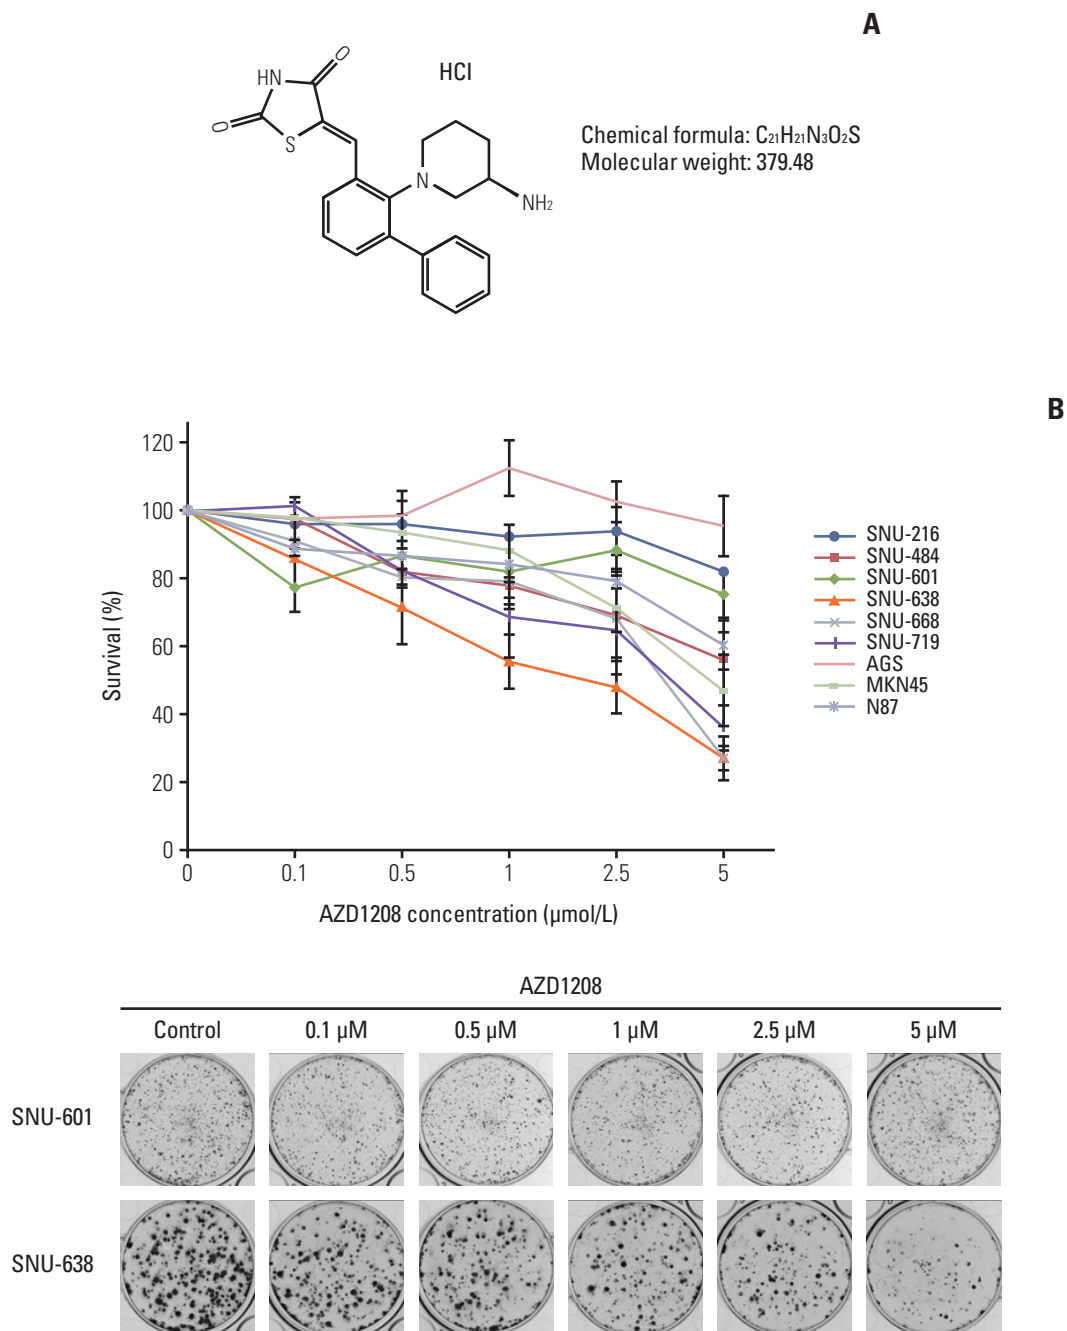 A
O
HCl
HN
O
S
Chemical formula: C₂₁H₂₁N₃O₂S
Molecular weight: 379.48
N
NH₂
B
120
100
80
60
40
20
0
Survival (%)
0 0.1 0.5 1 2.5 5
AZD1208 concentration (µmol/L)
SNU-216
SNU-484
SNU-601
SNU-638
SNU-668
SNU-719
AGS
MKN45
N87
AZD1208
Control 0.1 µM 0.5 µM 1 µM 2.5 µM 5 µM
SNU-601
SNU-638